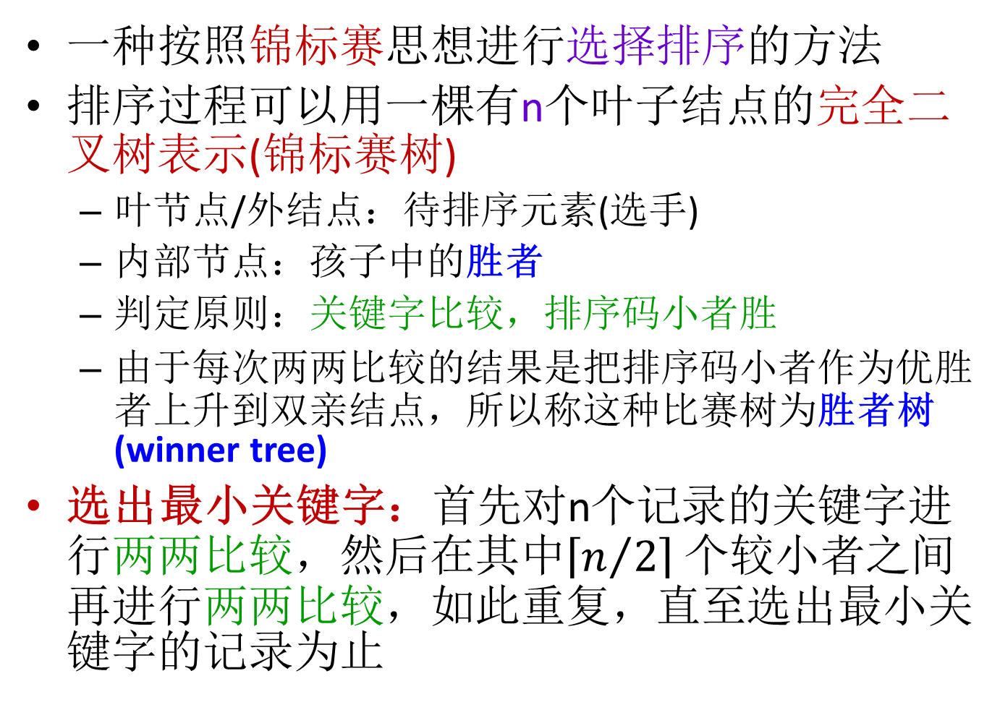 • 一种按照锦标赛思想进行选择排序的方法
• 排序过程可以用一棵有n个叶子结点的完全二
叉树表示(锦标赛树)
– 叶节点/外结点：待排序元素(选手)
– 内部节点：孩子中的胜者
– 判定原则：关键字比较，排序码小者胜
– 由于每次两两比较的结果是把排序码小者作为优胜
者上升到双亲结点，所以称这种比赛树为胜者树
(winner tree)
• 选出最小关键字：首先对n个记录的关键字进
行两两比较，然后在其中⌈n/2⌉ 个较小者之间
再进行两两比较，如此重复，直至选出最小关
键字的记录为止